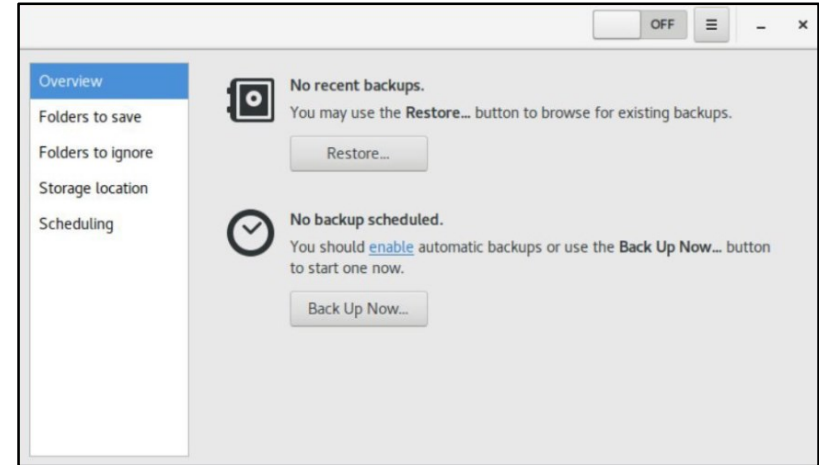 OFF
Overview
Folders to save
Folders to ignore
Storage location
Scheduling
No recent backups.
You may use the Restore... button to browse for existing backups.
Restore...
No backup scheduled.
You should enable automatic backups or use the Back Up Now... button
to start one now.
Back Up Now...